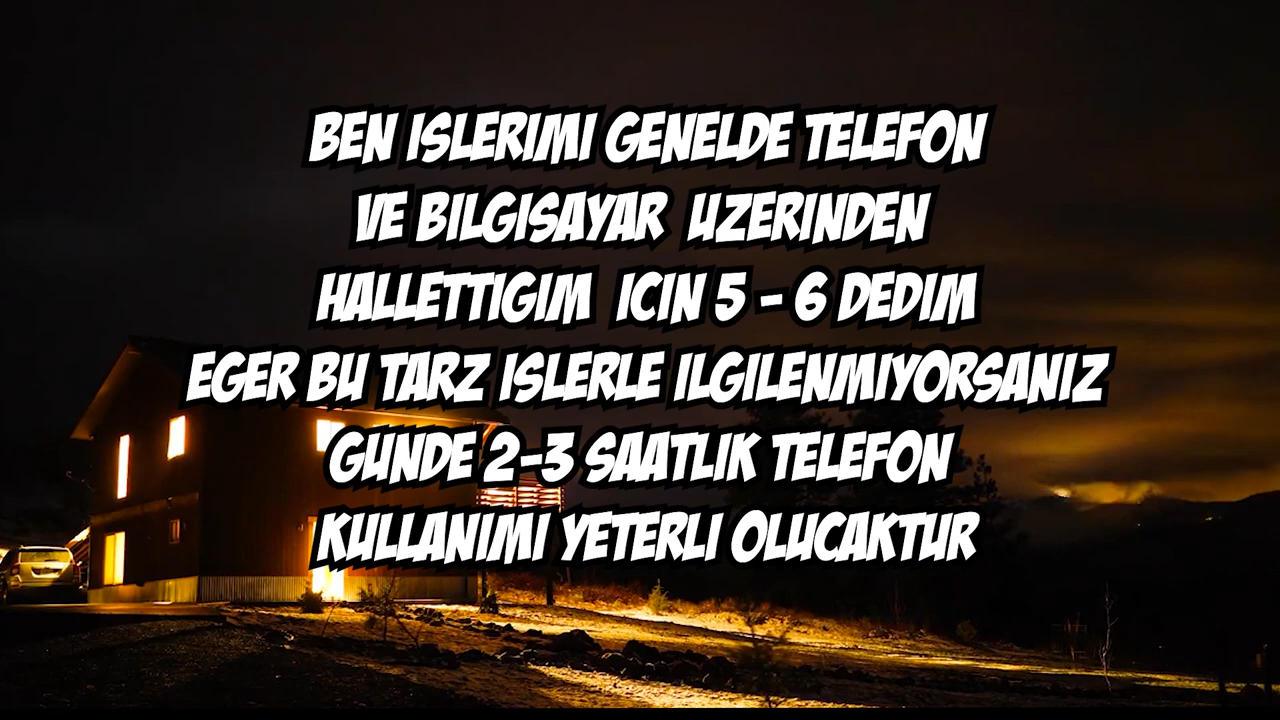 BEN ISLERIMI GENELDE TELEFON
VE BILGISAYAR UZERINDEN
HALLETTIGIM ICIN 5 - 6 DEDIM
EGER BU TARZ ISLERLE ILGILENMIYORSANIZ
GUNDE 2-3 SAATLIK TELEFON
KULLANIMI YETERLI OLUCAKTUR